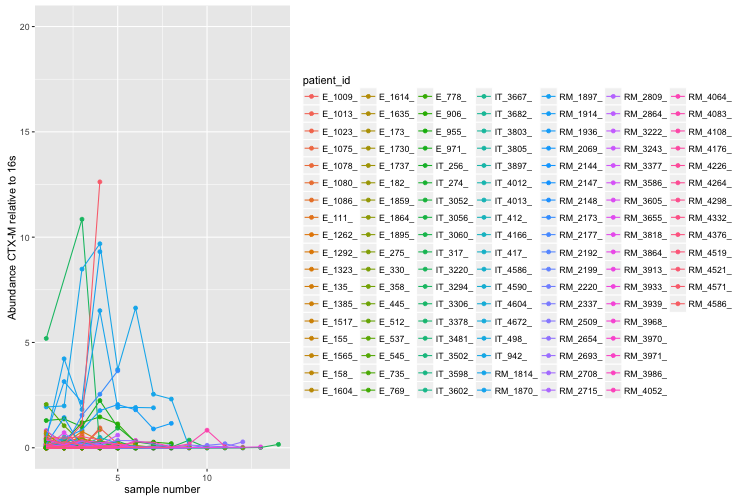 patient_id
E_1009_ E_1614_ E_778_ IT_3667_ RM_1897_ RM_2809_ RM_4064_
E_1013_ E_1635_ E_906_ IT_3682_ RM_1914_ RM_2864_ RM_4083_
E_1023_ E_173_ E_955_ IT_3803_ RM_1936_ RM_3222_ RM_4108_
E_1075_ E_1730_ E_971_ IT_3805_ RM_2069_ RM_3243_ RM_4176_
E_1078_ E_1737_ IT_256_ IT_3897_ RM_2144_ RM_3377_ RM_4226_
E_1080_ E_182_ IT_274_ IT_4012_ RM_2147_ RM_3586_ RM_4264_
E_1086_ E_1859_ IT_3052_ IT_4013_ RM_2148_ RM_3605_ RM_4298_
E_111_ E_1864_ IT_3056_ IT_412_ RM_2173_ RM_3655_ RM_4332_
E_1262_ E_1895_ IT_3060_ IT_4166_ RM_2177_ RM_3818_ RM_4376_
E_1292_ E_275_ IT_317_ IT_417_ RM_2192_ RM_3864_ RM_4519_
E_1323_ E_330_ IT_3220_ IT_4586_ RM_2199_ RM_3913_ RM_4521_
E_135_ E_358_ IT_3294_ IT_4590_ RM_2220_ RM_3933_ RM_4571_
E_1385_ E_445_ IT_3306_ IT_4604_ RM_2337_ RM_3939_ RM_4586_
E_1517_ E_512_ IT_3378_ IT_4672_ RM_2509_ RM_3968_
E_155_ E_537_ IT_3481_ IT_498_ RM_2654_ RM_3970_
E_1565_ E_545_ IT_3502_ IT_942_ RM_2693_ RM_3971_
E_158_ E_735_ IT_3598_ RM_1814_ RM_2708_ RM_3986_
E_1604_ E_769_ IT_3602_ RM_1870_ RM_2715_ RM_4052_
Abundance CTX-M relative to 16s
20
15
10
5
0
5 10
sample number